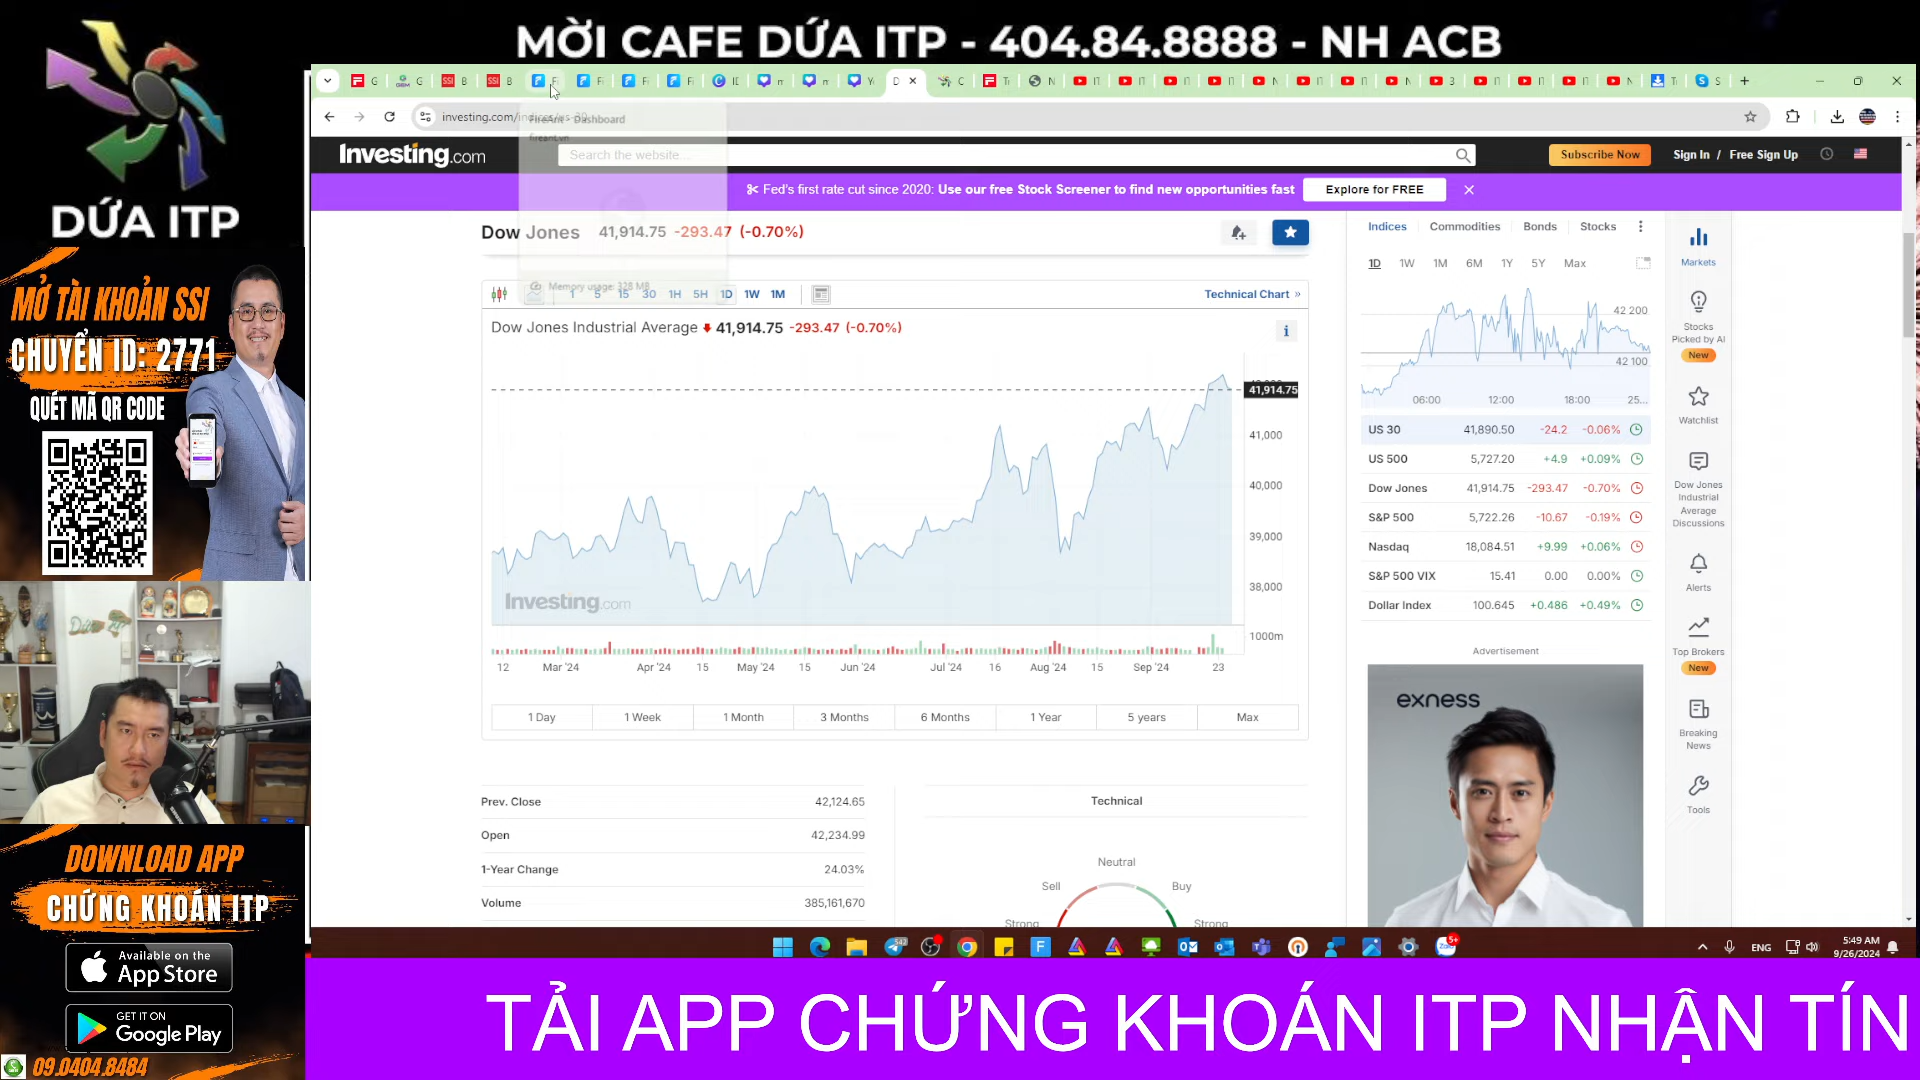 MỜI CAFE DỨA ITP - 404.84.8888 - NH ACB
DỨA ITP
MỞ TÀI KHOẢN SSI
CHUYỂN ID: 2771
QUÉT MÃ QR CODE
DOWNLOAD APP
CHỨNG KHOÁN ITP
Available on the
App Store
GET IT ON
Google Play
09.0404.8484
investing.com/indices/us-30
FireAnt - Dashboard
fireant.vn
Memory usage: 328 MB
Investing.com
Search the website...
Subscribe Now
Sign In / Free Sign Up
Fed's first rate cut since 2020: Use our free Stock Screener to find new opportunities fast
Explore for FREE
Dow Jones 41,914.75 -293.47 (-0.70%)
1 5 15 30 1H 5H 1D 1W 1M
Technical Chart »
Dow Jones Industrial Average 41,914.75 -293.47 (-0.70%)
41,914.75
41,000
40,000
39,000
38,000
1000m
Investing.com
12 Mar '24 Apr '24 15 May '24 15 Jun '24 Jul '24 16 Aug '24 15 Sep '24 23
1 Day 1 Week 1 Month 3 Months 6 Months 1 Year 5 years Max
Prev. Close 42,124.65
Open 42,234.99
1-Year Change 24.03%
Volume 385,161,670
Technical
Neutral
Sell Buy
Strong Strong
Indices Commodities Bonds Stocks
1D 1W 1M 6M 1Y 5Y Max
42 200
42 100
06:00 12:00 18:00 25...
US 30 41,890.50 -24.2 -0.06%
US 500 5,727.20 +4.9 +0.09%
Dow Jones 41,914.75 -293.47 -0.70%
S&P 500 5,722.26 -10.67 -0.19%
Nasdaq 18,084.51 +9.99 +0.06%
S&P 500 VIX 15.41 0.00 0.00%
Dollar Index 100.645 +0.486 +0.49%
Advertisement
exness
Markets
Stocks
Picked by AI
New
Watchlist
Dow Jones
Industrial
Average
Discussions
Alerts
Top Brokers
New
Breaking
News
Tools
ENG
5:49 AM
9/26/2024
TẢI APP CHỨNG KHOÁN ITP NHẬN TÍN